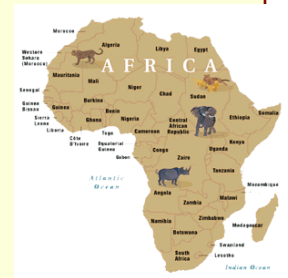 Morocco
Algeria
Libya
Egypt
Western
Sahara
(Morocco)
AFRICA
Mauritania
Mali
Niger
Chad
Sudan
Senegal
Guinea
Bissau
Guinea
Burkina
Benin
Nigeria
Ghana
Sierra
Leone
Liberia
Côte
D'Ivore
Togo
Equatorial
Guinea
Gabon
Cameroon
Central
African
Republic
Ethiopia
Somalia
Kenya
Uganda
Congo
Zaire
Tanzania
Atlantic
Ocean
Angola
Zambia
Malawi
Mozambique
Zimbabwe
Namibia
Botswana
Madagascar
Swaziland
South
Africa
Lesotho
Indian Ocean